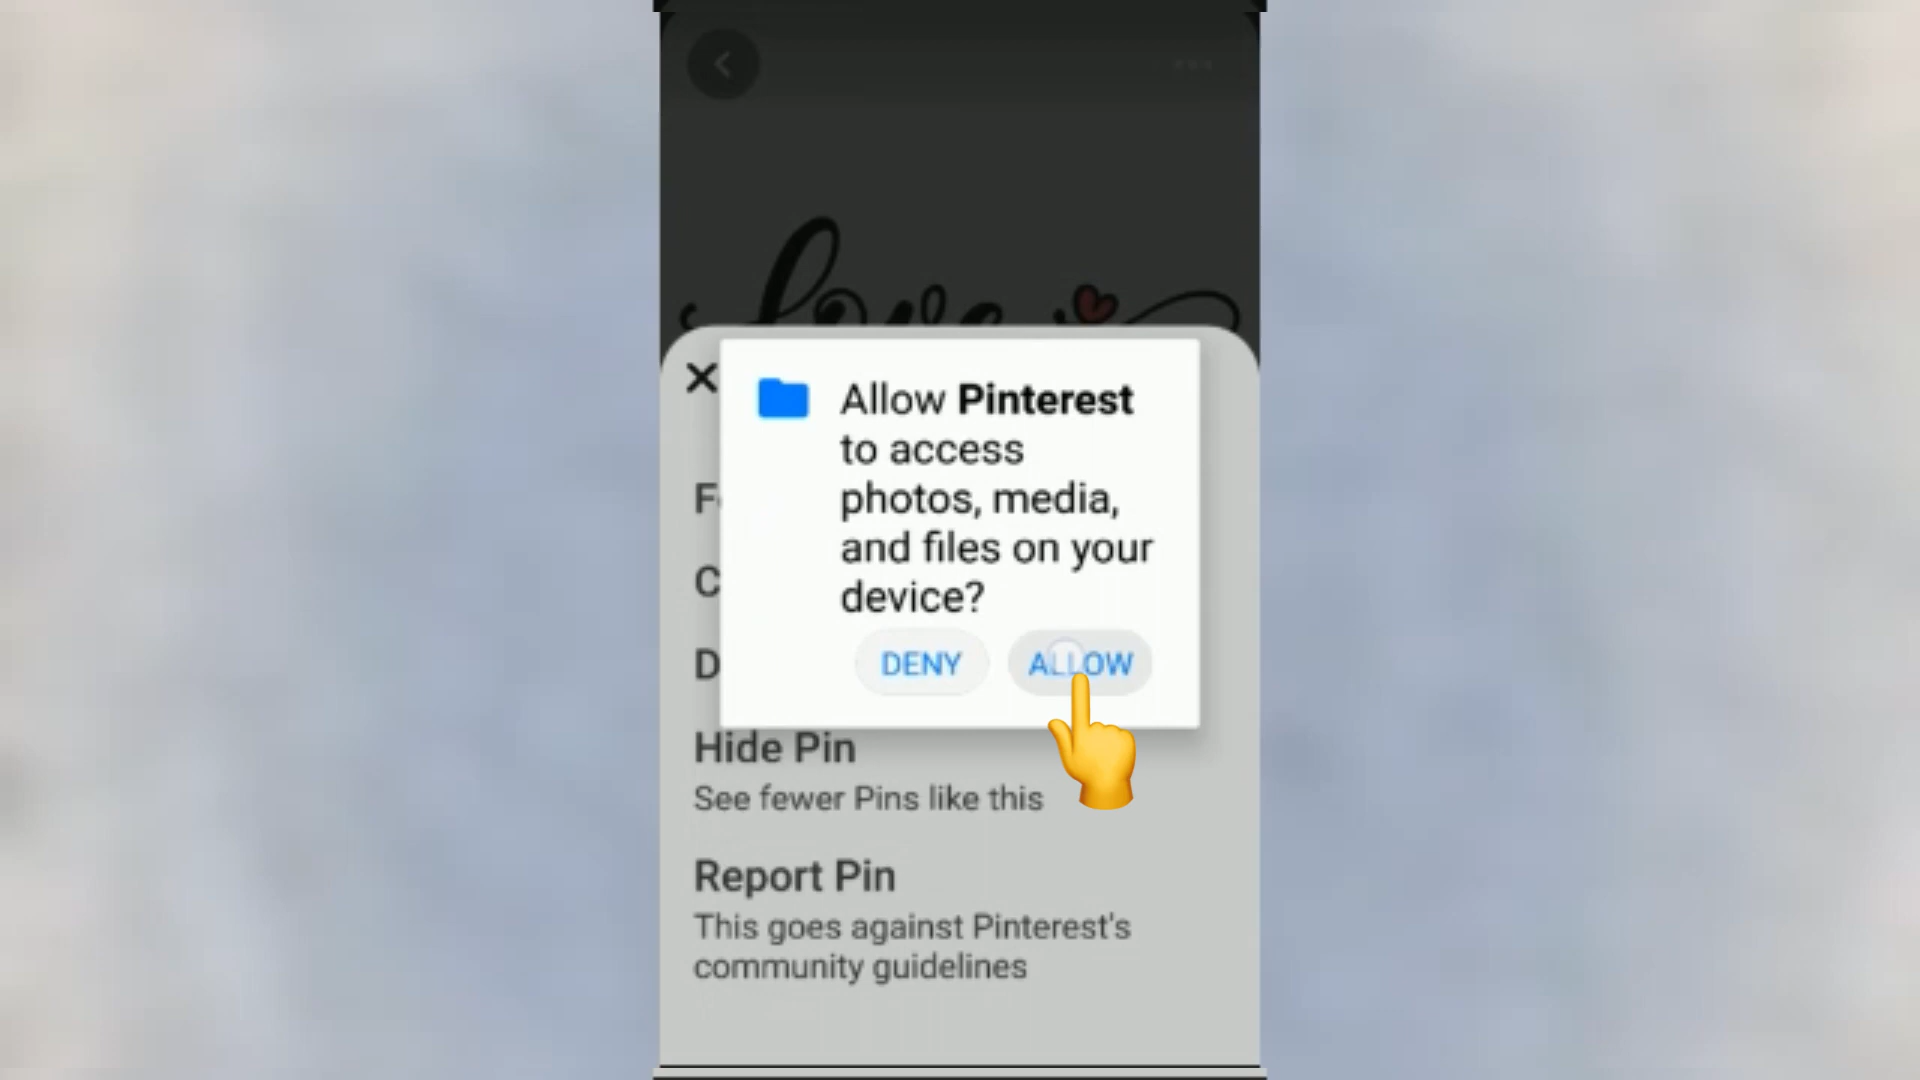 love
Allow Pinterest
to access
photos, media,
and files on your
device?
DENY ALLOW
Hide Pin
See fewer Pins like this
Report Pin
This goes against Pinterest's
community guidelines